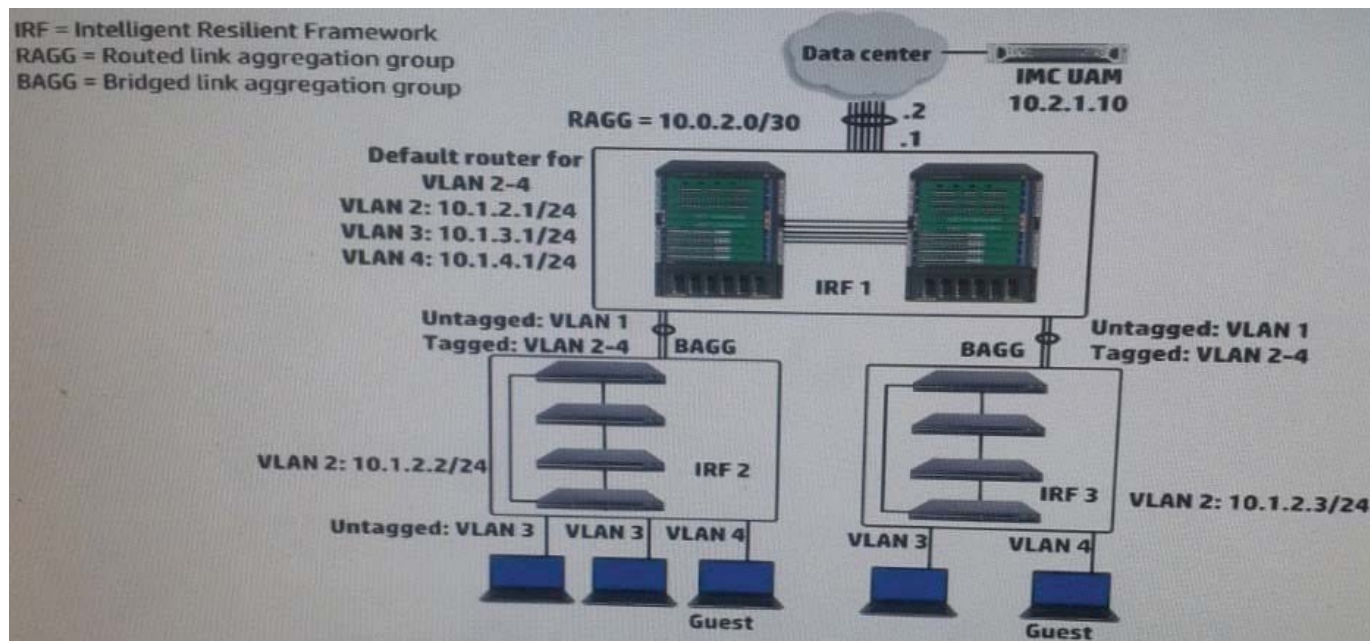 IRF = Intelligent Resilient Framework
RAGG = Routed link aggregation group
BAGG = Bridged link aggregation group
Data center
IMC UAM
10.2.1.10
RAGG = 10.0.2.0/30
.2
.1
Default router for
VLAN 2-4
VLAN 2: 10.1.2.1/24
VLAN 3: 10.1.3.1/24
VLAN 4: 10.1.4.1/24
IRF 1
Untagged: VLAN 1
Tagged: VLAN 2-4
BAGG
BAGG
Untagged: VLAN 1
Tagged: VLAN 2-4
VLAN 2: 10.1.2.2/24
IRF 2
IRF 3
VLAN 2: 10.1.2.3/24
Untagged: VLAN 3
VLAN 3
VLAN 4
VLAN 3
VLAN 4
Guest
Guest